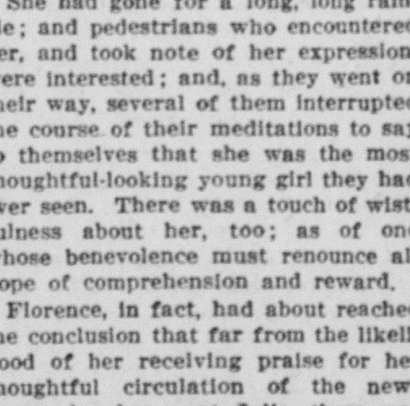 She had gone for a long, long ram
le; and pedestrians who encountered
er, and took note of her expression
ere interested; and, as they went on
heir way, several of them interrupted
he course of their meditations to say
o themselves that she was the mos
houghtful-looking young girl they had
ver seen. There was a touch of wist
ulness about her, too; as of one
whose benevolence must renounce al
ope of comprehension and reward.
Florence, in fact, had about reached
he conclusion that far from the likeli
ood of her receiving praise for he
houghtful circulation of the new